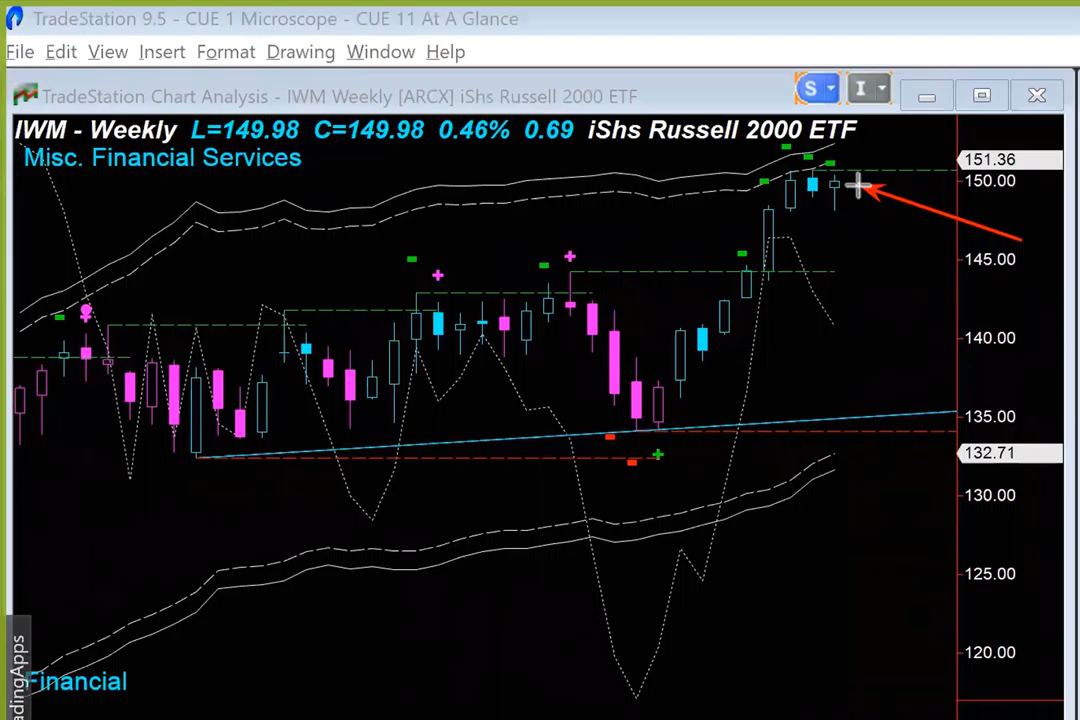 TradeStation 9.5 - CUE 1 Microscope - CUE 11 At A Glance
File Edit View Insert Format Drawing Window Help
TradeStation Chart Analysis - IWM Weekly [ARCX] iShs Russell 2000 ETF
S I
IWM - Weekly L=149.98 C=149.98 0.46% 0.69 iShs Russell 2000 ETF
Misc. Financial Services
151.36
150.00
145.00
140.00
135.00
132.71
130.00
125.00
120.00
Financial
adingApps